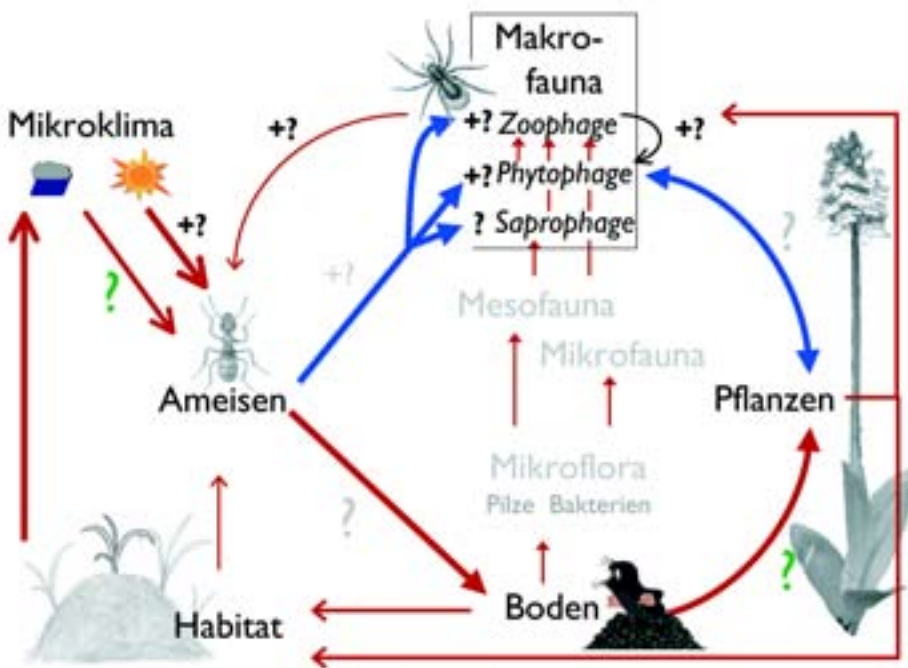 Makro-
fauna
Mikroklima
+?
+? Zoophage
+?
+? Phytophage
+?
? Saprophage
?
?
+?
Mesofauna
Mikrofauna
Ameisen
Pflanzen
Mikroflora
Pilze Bakterien
?
?
Habitat
Boden